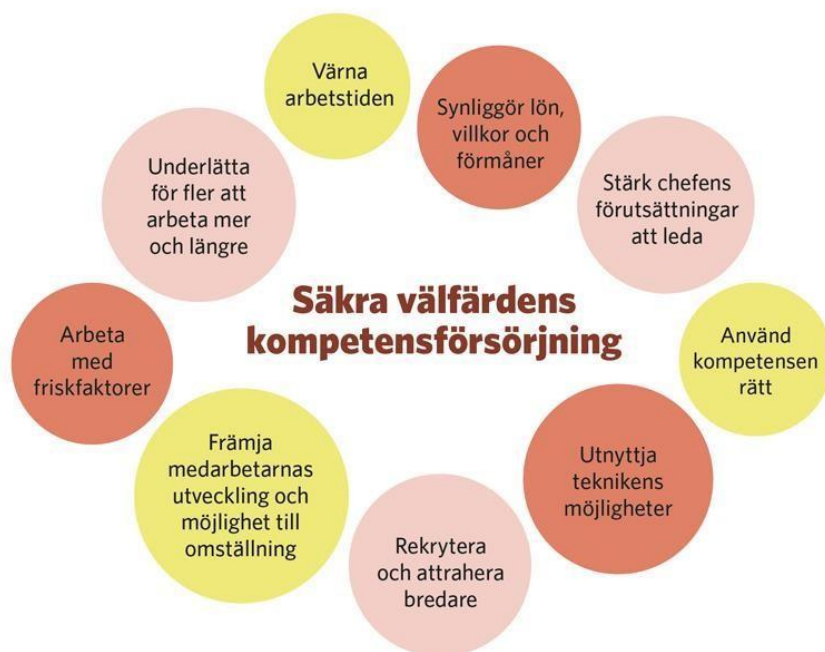 Värna
arbetstiden
Synliggör lön,
villkor och
förmåner
Stärk chefens
förutsättningar
att leda
Använd
kompetensen
rätt
Utnyttja
teknikens
möjligheter
Rekrytera
och attrahera
bredare
Främja
medarbetarnas
utveckling och
möjlighet till
omställning
Arbeta
med
friskfaktorer
Underlätta
för fler att
arbeta mer
och längre
Säkra välfärdens
kompetensförsörjning